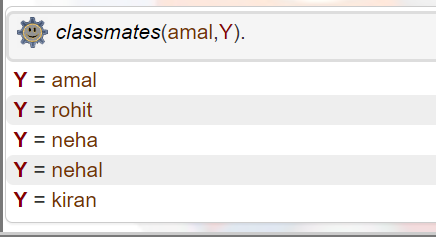 classmates(amal,Y).
Y = amal
Y = rohit
Y = neha
Y = nehal
Y = kiran